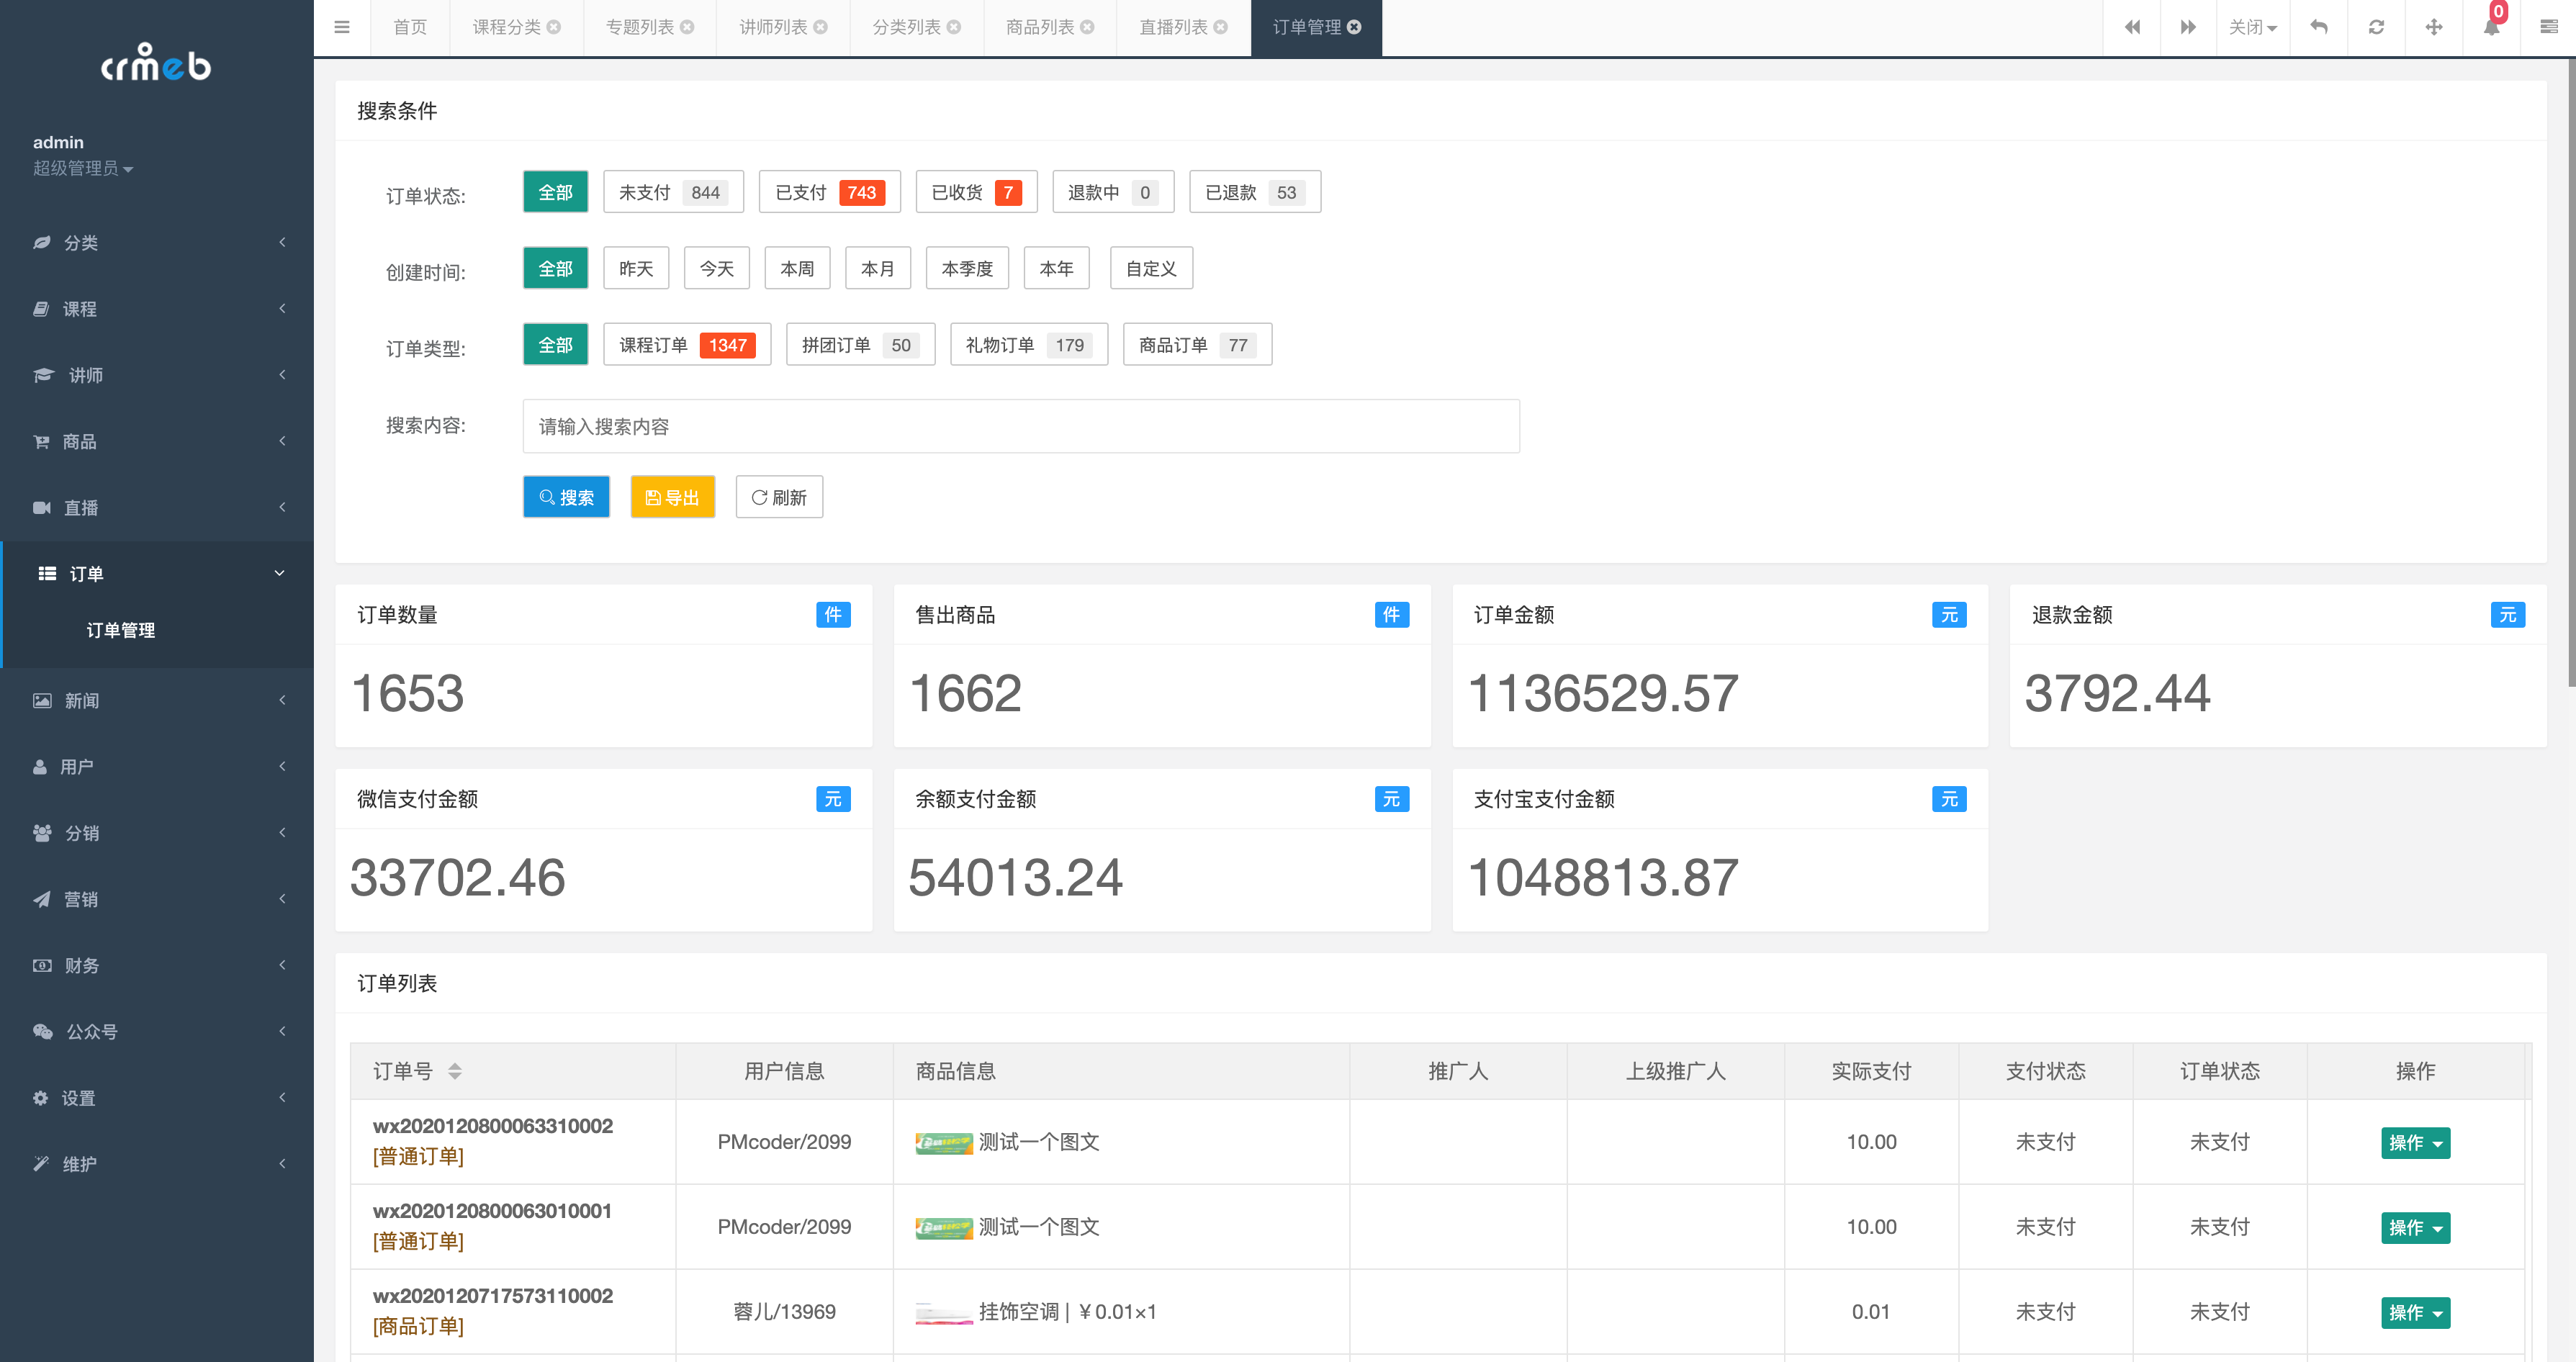 crmeb
admin
超级管理员
分类
课程
讲师
商品
直播
订单
订单管理
新闻
用户
分销
营销
财务
公众号
设置
维护
首页 课程分类 专题列表 讲师列表 分类列表 商品列表 直播列表 订单管理 关闭 0
搜索条件
订单状态: 全部 未支付 844 已支付 743 已收货 7 退款中 0 已退款 53
创建时间: 全部 昨天 今天 本周 本月 本季度 本年 自定义
订单类型: 全部 课程订单 1347 拼团订单 50 礼物订单 179 商品订单 77
搜索内容: 请输入搜索内容
搜索 导出 刷新
订单数量 件 售出商品 件 订单金额 元 退款金额 元
1653 1662 1136529.57 3792.44
微信支付金额 元 余额支付金额 元 支付宝支付金额 元
33702.46 54013.24 1048813.87
订单列表
订单号 用户信息 商品信息 推广人 上级推广人 实际支付 支付状态 订单状态 操作
wx2020120800063310002
[普通订单] PMcoder/2099 测试一个图文 10.00 未支付 未支付 操作
wx2020120800063010001
[普通订单] PMcoder/2099 测试一个图文 10.00 未支付 未支付 操作
wx2020120717573110002
[商品订单] 蓉儿/13969 挂饰空调 | ￥0.01×1 0.01 未支付 未支付 操作